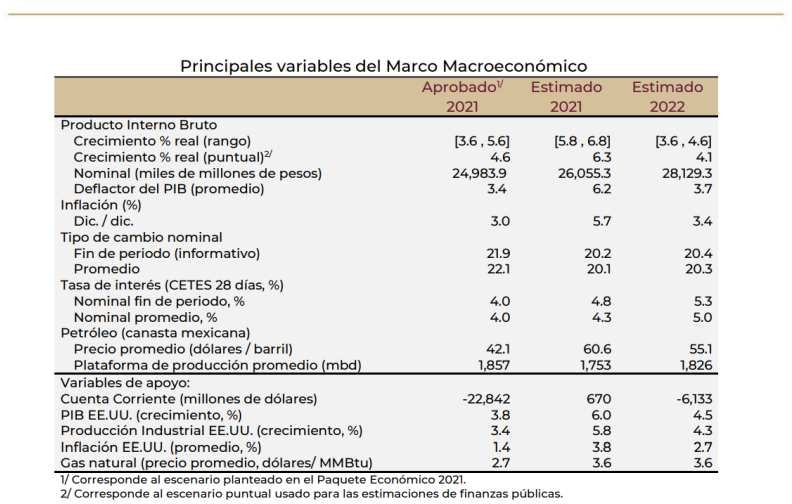 Principales variables del Marco Macroeconómico
Aprobado1/ Estimado Estimado
2021 2021 2022
Producto Interno Bruto
Crecimiento % real (rango) [3.6 , 5.6] [5.8 , 6.8] [3.6 , 4.6]
Crecimiento % real (puntual)2/ 4.6 6.3 4.1
Nominal (miles de millones de pesos) 24,983.9 26,055.3 28,129.3
Deflactor del PIB (promedio) 3.4 6.2 3.7
Inflación (%)
Dic. / dic. 3.0 5.7 3.4
Tipo de cambio nominal
Fin de periodo (informativo) 21.9 20.2 20.4
Promedio 22.1 20.1 20.3
Tasa de interés (CETES 28 días, %)
Nominal fin de periodo, % 4.0 4.8 5.3
Nominal promedio, % 4.0 4.3 5.0
Petróleo (canasta mexicana)
Precio promedio (dólares / barril) 42.1 60.6 55.1
Plataforma de producción promedio (mbd) 1,857 1,753 1,826
Variables de apoyo:
Cuenta Corriente (millones de dólares) -22,842 670 -6,133
PIB EE.UU. (crecimiento, %) 3.8 6.0 4.5
Producción Industrial EE.UU. (crecimiento, %) 3.4 5.8 4.3
Inflación EE.UU. (promedio, %) 1.4 3.8 2.7
Gas natural (precio promedio, dólares/ MMBtu) 2.7 3.6 3.6
1/ Corresponde al escenario planteado en el Paquete Económico 2021.
2/ Corresponde al escenario puntual usado para las estimaciones de finanzas públicas.